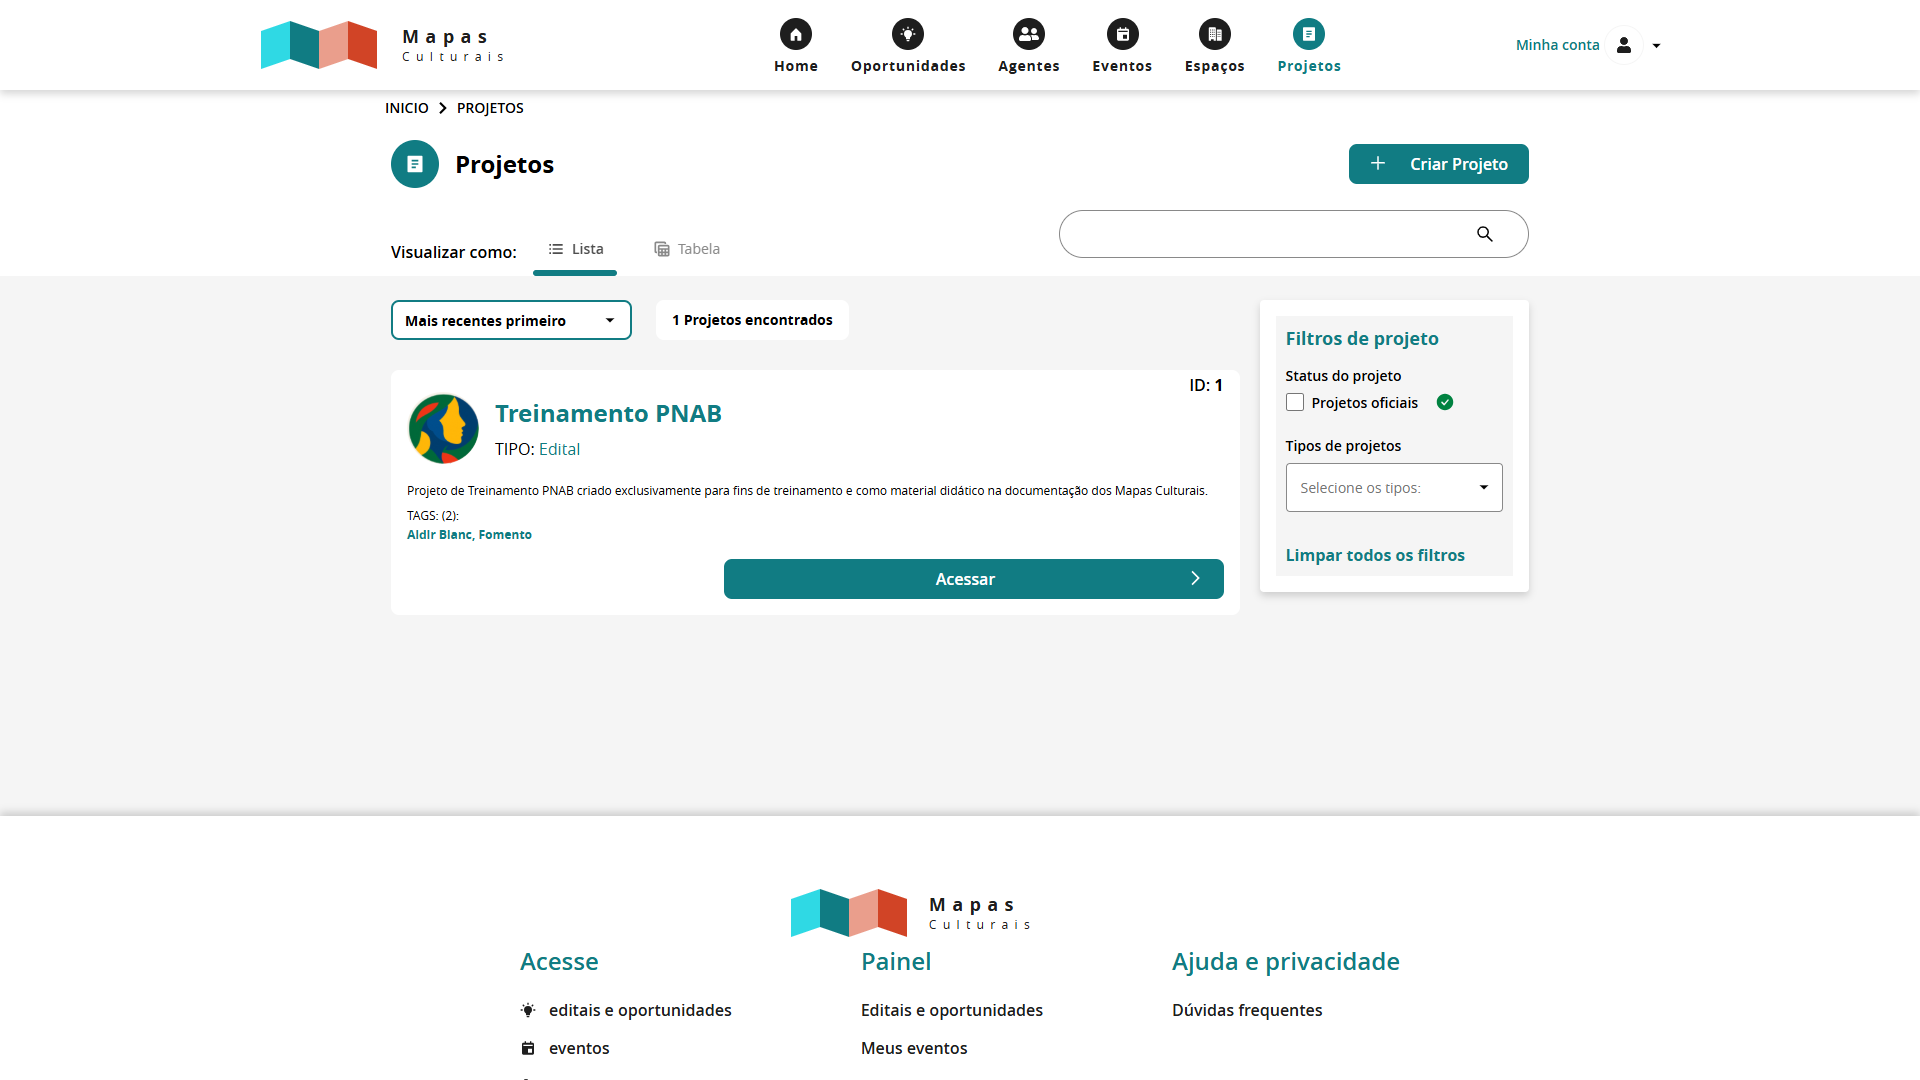 Mapas
Culturais
Home
Oportunidades
Agentes
Eventos
Espaços
Projetos
Minha conta
INICIO
PROJETOS
Projetos
Criar Projeto
Visualizar como:
Lista
Tabela
Mais recentes primeiro
1 Projetos encontrados
ID: 1
Treinamento PNAB
TIPO: Edital
Projeto de Treinamento PNAB criado exclusivamente para fins de treinamento e como material didático na documentação dos Mapas Culturais.
TAGS: (2):
Aldir Blanc, Fomento
Acessar
Filtros de projeto
Status do projeto
Projetos oficiais
Tipos de projetos
Selecione os tipos:
Limpar todos os filtros
Mapas
Culturais
Acesse
editais e oportunidades
eventos
Painel
Editais e oportunidades
Meus eventos
Ajuda e privacidade
Dúvidas frequentes